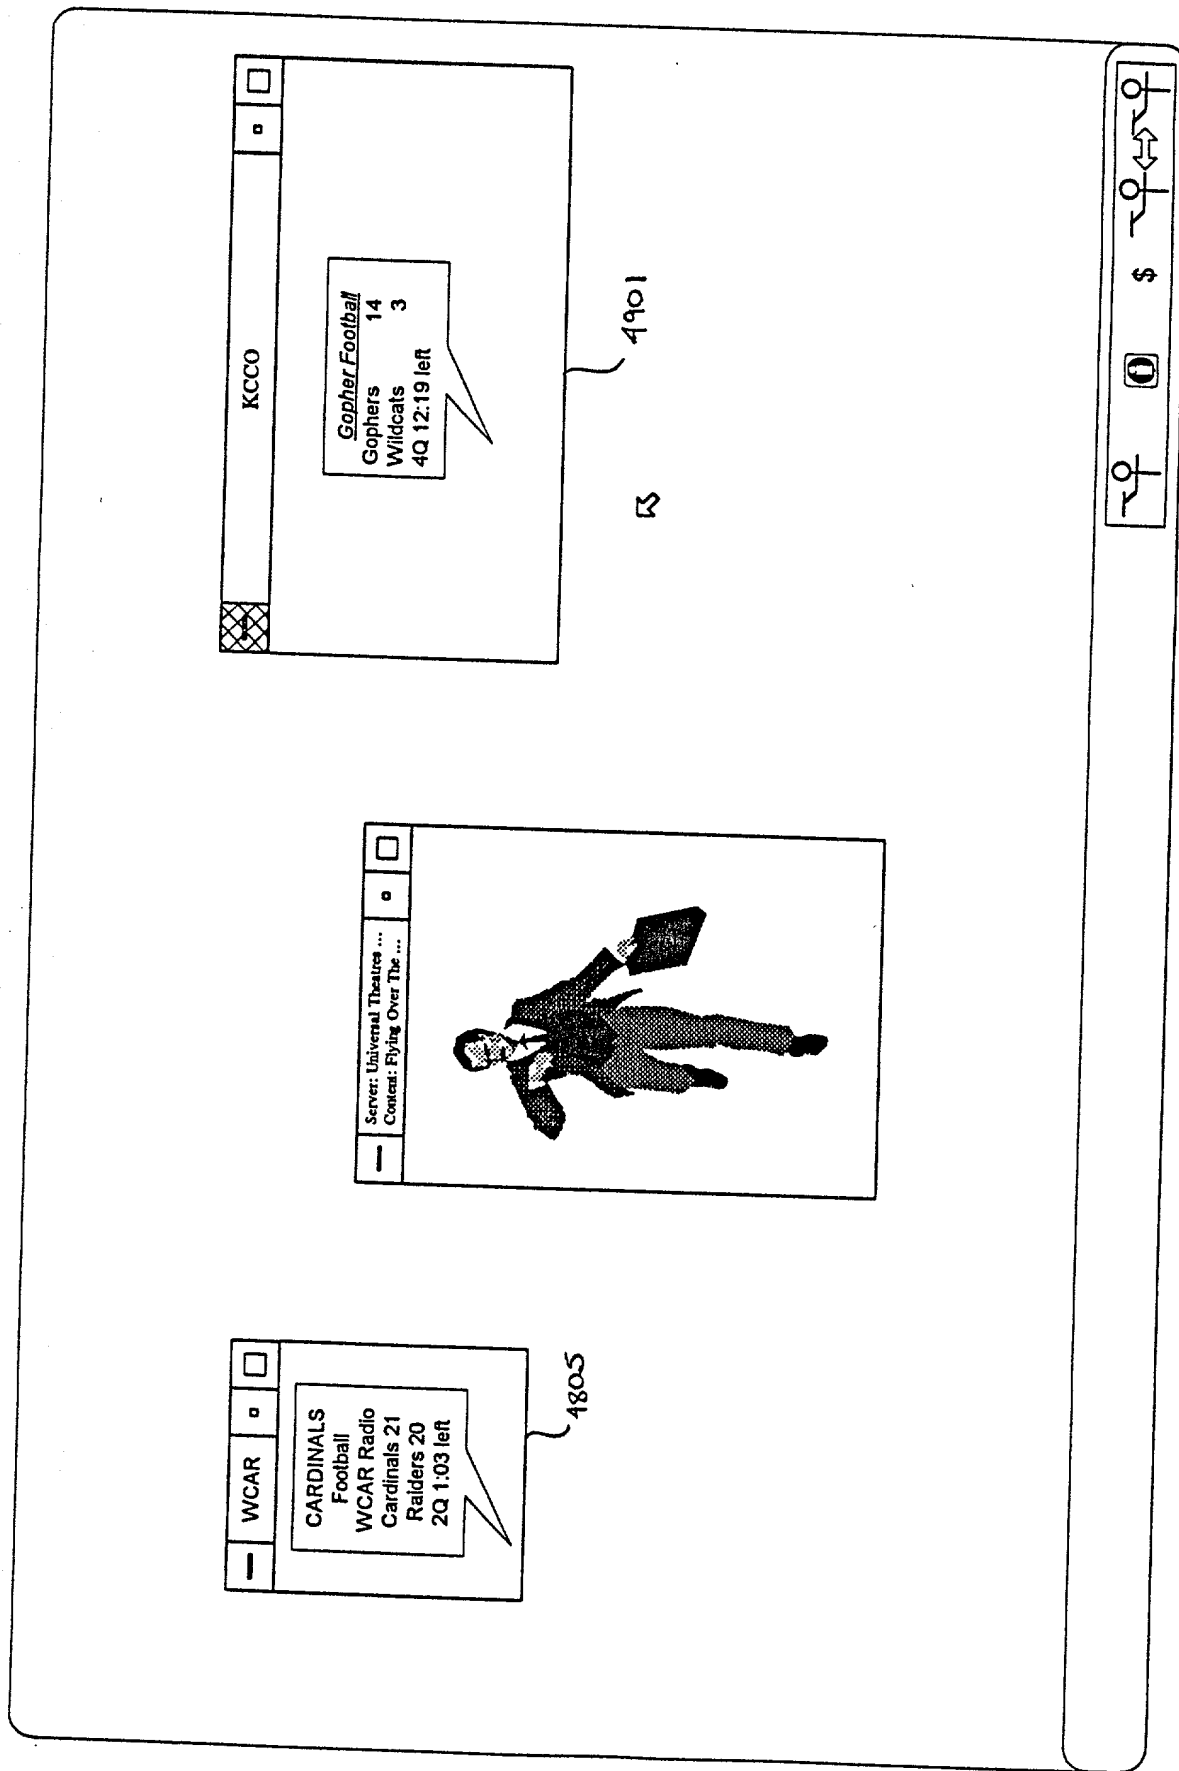 WCAR
CARDINALS
Football
WCAR Radio
Cardinals 21
Raiders 20
2Q 1:03 left
4805
Server: Universal Theatres ...
Content: Flying Over The ...
KCCO
Gopher Football
Gophers 14
Wildcats 3
4Q 12:19 left
4901
$